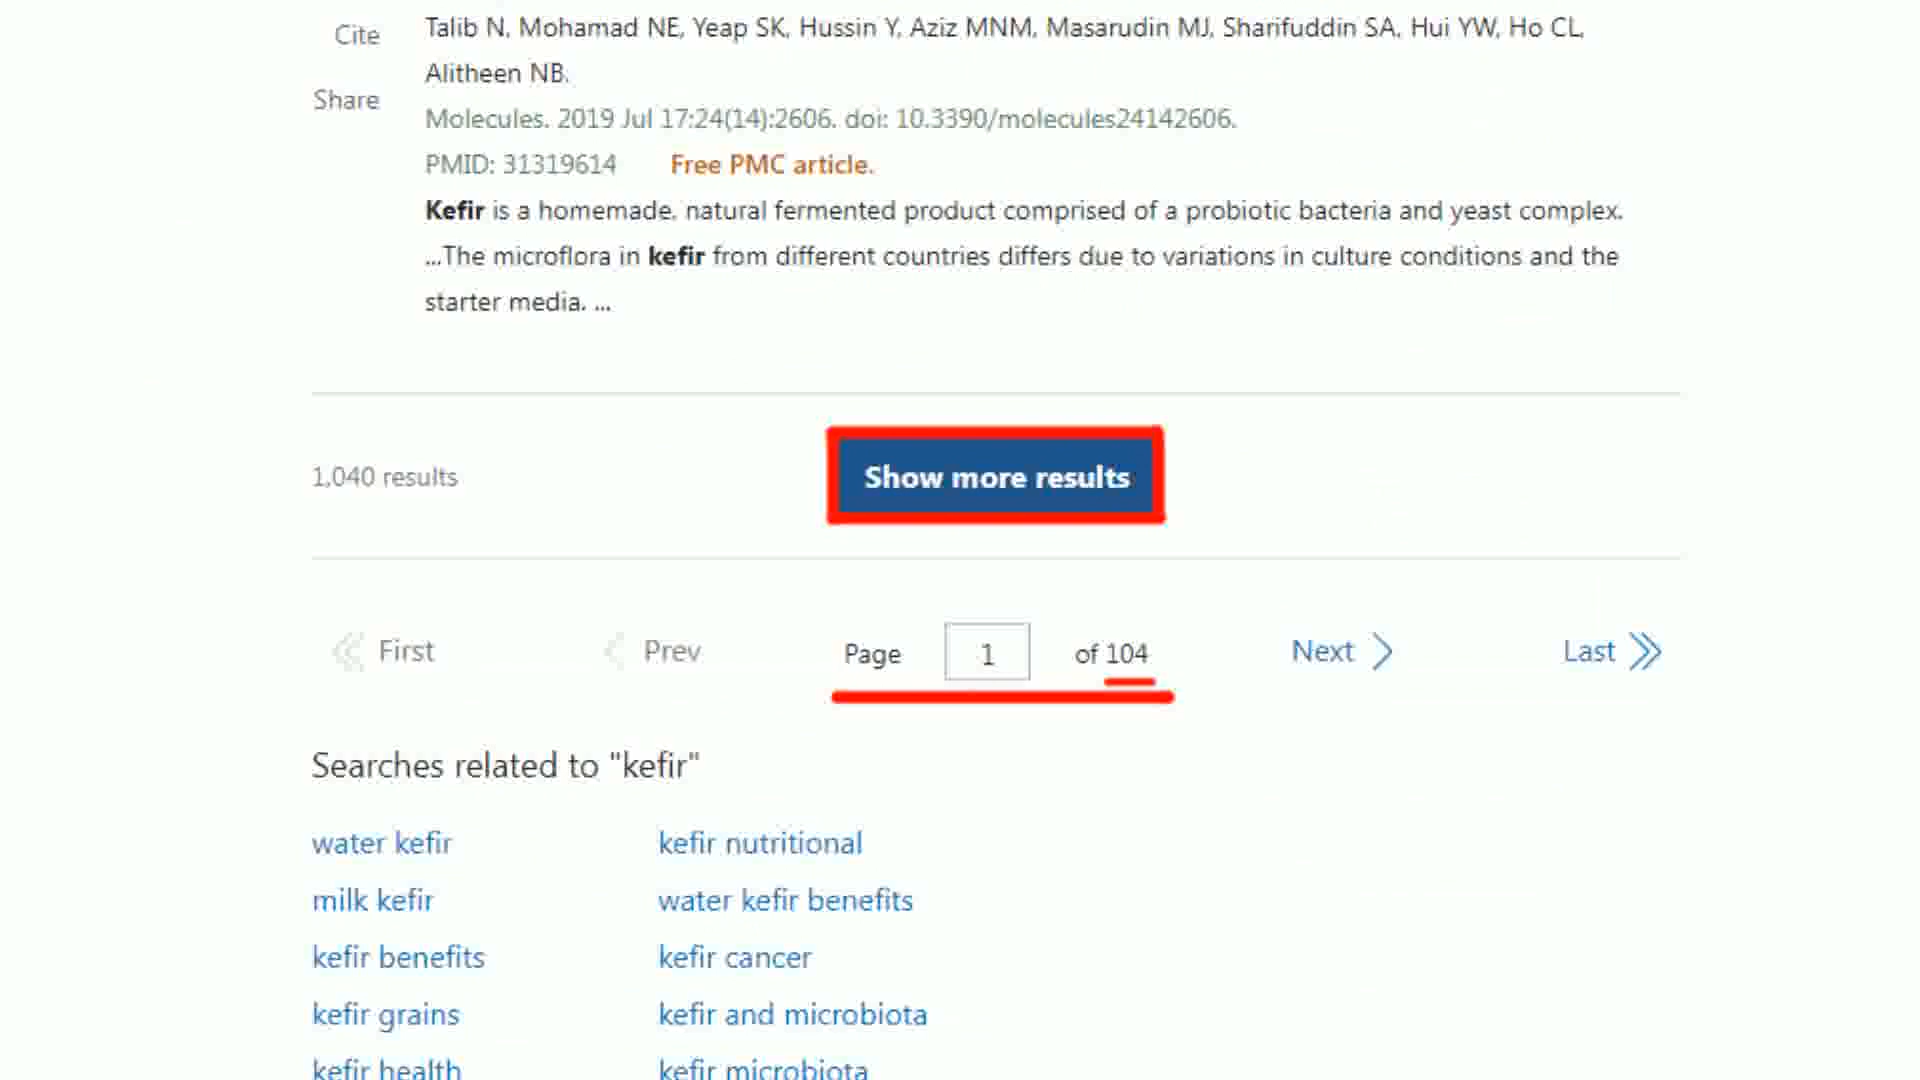 Cite
Talib N, Mohamad NE, Yeap SK, Hussin Y, Aziz MNM, Masarudin MJ, Sharifuddin SA, Hui YW, Ho CL,
Alitheen NB.
Share
Molecules. 2019 Jul 17;24(14):2606. doi: 10.3390/molecules24142606.
PMID: 31319614 Free PMC article.
Kefir is a homemade, natural fermented product comprised of a probiotic bacteria and yeast complex.
...The microflora in kefir from different countries differs due to variations in culture conditions and the
starter media. ...
1,040 results
Show more results
First Prev Page 1 of 104 Next Last
Searches related to "kefir"
water kefir kefir nutritional
milk kefir water kefir benefits
kefir benefits kefir cancer
kefir grains kefir and microbiota
kefir health kefir microbiota